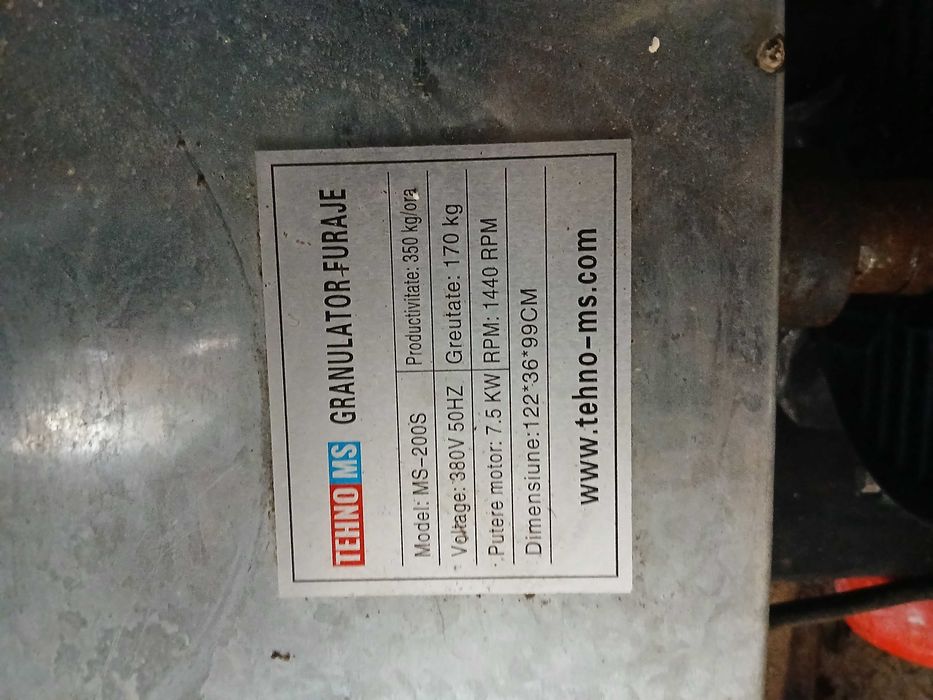 TEHNO MS GRANULATOR-FURAJE
Model: MS-200S Productivitate: 350 kg/ora
Voltage: 380V 50HZ Greutate: 170 kg
Putere motor: 7.5 KW RPM: 1440 RPM
Dimensiune:122*36*99CM
www.tehno-ms.com